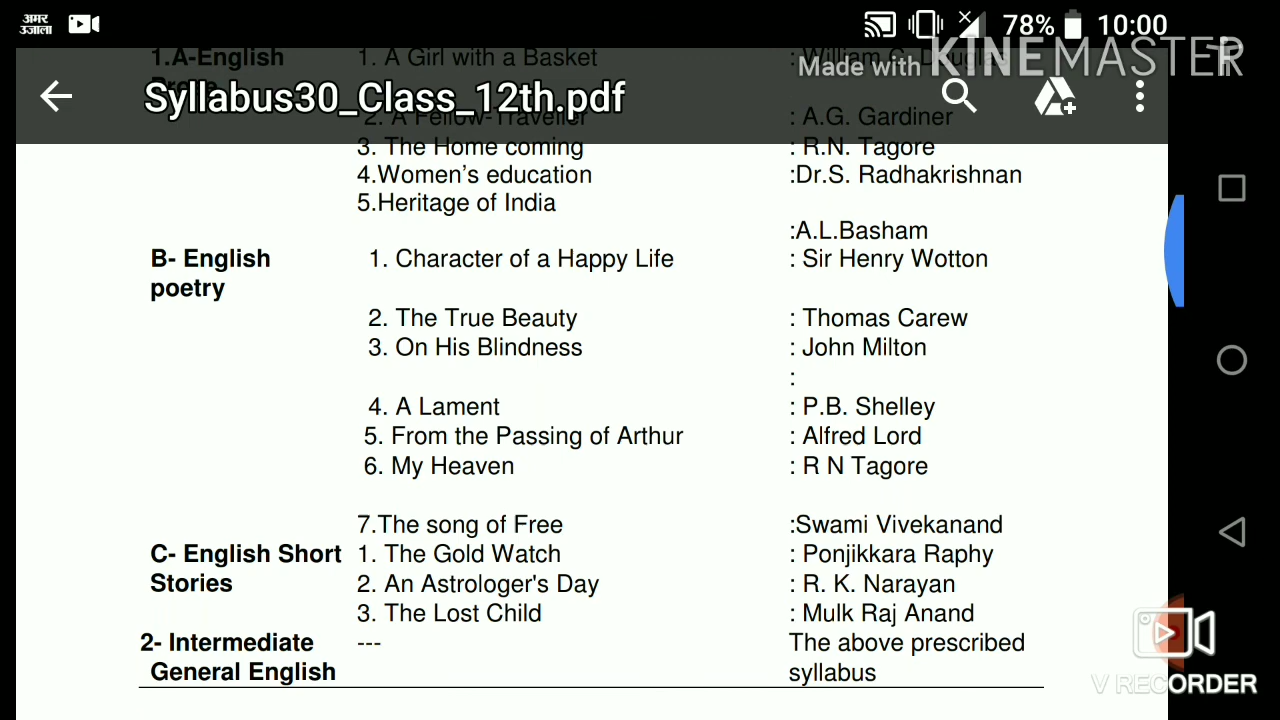 अमर
उजाला
78% 10:00
1.A-English 1. A Girl with a Basket : William C. Douglas
Made with KINEMASTER
Syllabus30_Class_12th.pdf
2. A Fellow-Traveller : A.G. Gardiner
3. The Home coming : R.N. Tagore
4.Women's education :Dr.S. Radhakrishnan
5.Heritage of India
:A.L.Basham
B- English 1. Character of a Happy Life : Sir Henry Wotton
poetry
2. The True Beauty : Thomas Carew
3. On His Blindness : John Milton
:
4. A Lament : P.B. Shelley
5. From the Passing of Arthur : Alfred Lord
6. My Heaven : R N Tagore
7.The song of Free :Swami Vivekanand
C- English Short 1. The Gold Watch : Ponjikkara Raphy
Stories 2. An Astrologer's Day : R. K. Narayan
3. The Lost Child : Mulk Raj Anand
2- Intermediate --- The above prescribed
General English syllabus
V RECORDER